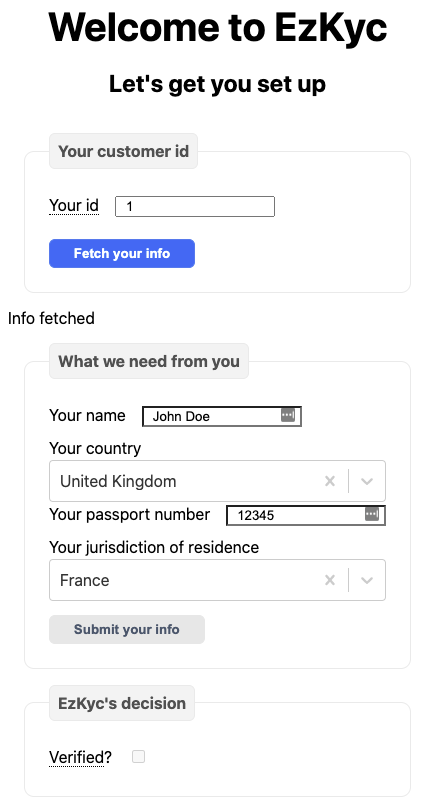 Welcome to EzKyc
Let's get you set up
Your customer id
Your id 1
Fetch your info
Info fetched
What we need from you
Your name John Doe
Your country
United Kingdom
Your passport number 12345
Your jurisdiction of residence
France
Submit your info
EzKyc's decision
Verified?